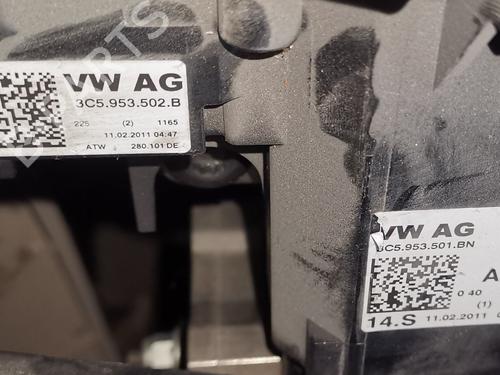 VW AG
3C5.953.502.B
225 (2) 1165
11.02.2011 04:47
ATW 280.101 DE
VW AG
3C5.953.501.BN
A
0 40
(1)
14.S 11.02.2011